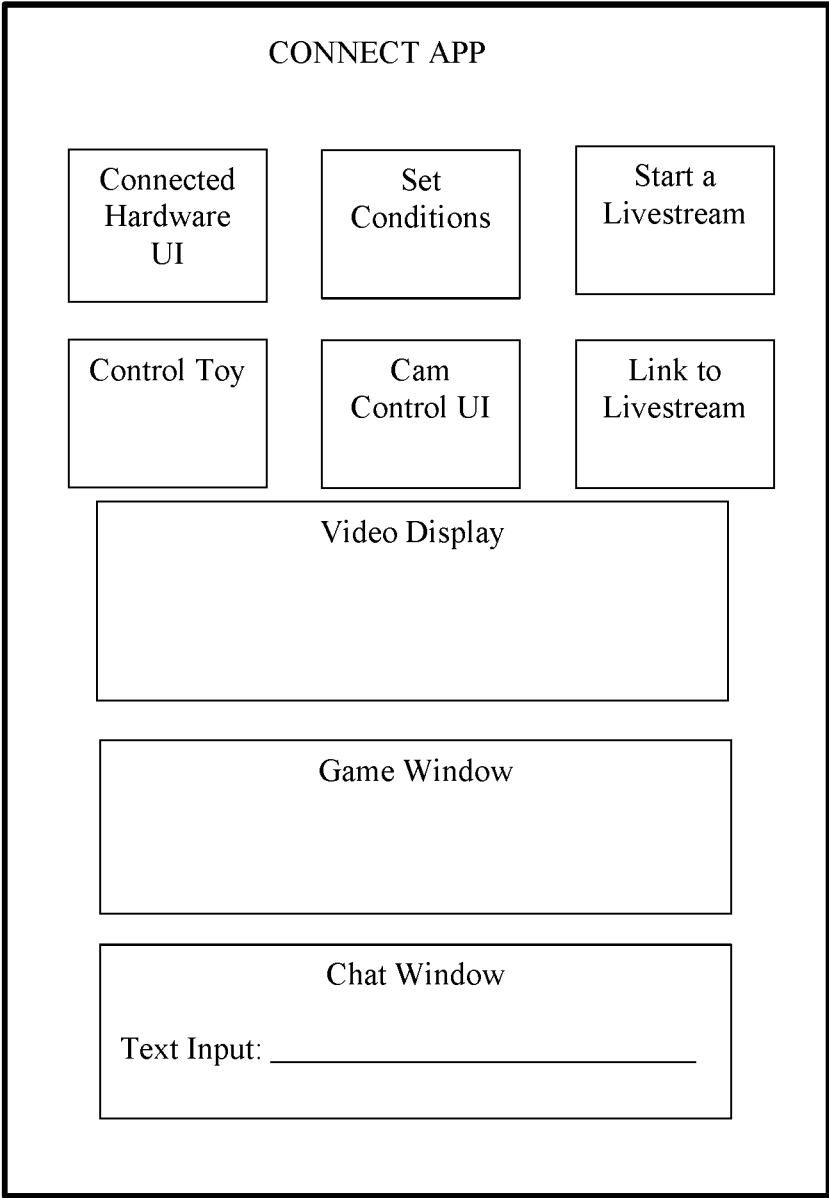 CONNECT APP
Connected
Hardware
UI
Set
Conditions
Start a
Livestream
Control Toy
Cam
Control UI
Link to
Livestream
Video Display
Game Window
Chat Window
Text Input: